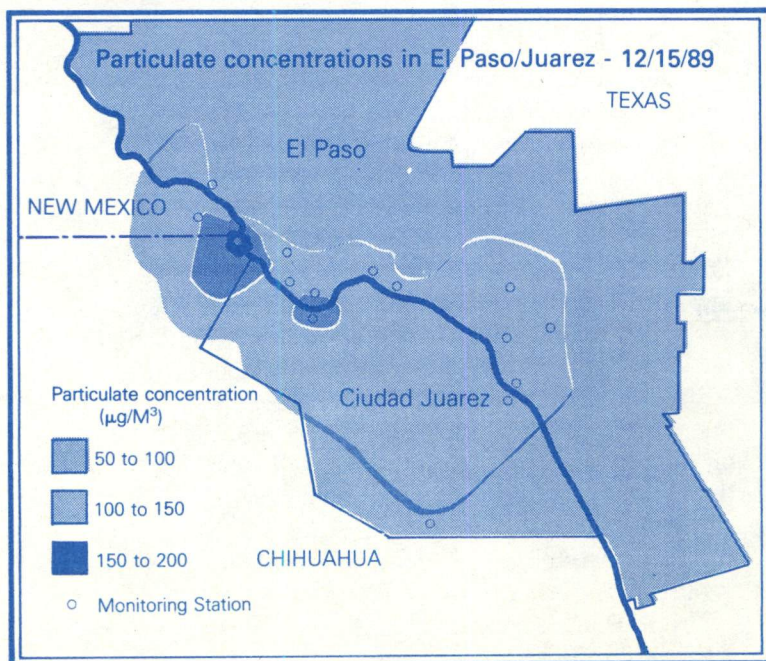 Particulate concentrations in El Paso/Juarez - 12/15/89
TEXAS
El Paso
NEW MEXICO
Ciudad Juarez
Particulate concentration
(µg/M³)
50 to 100
100 to 150
150 to 200
CHIHUAHUA
Monitoring Station